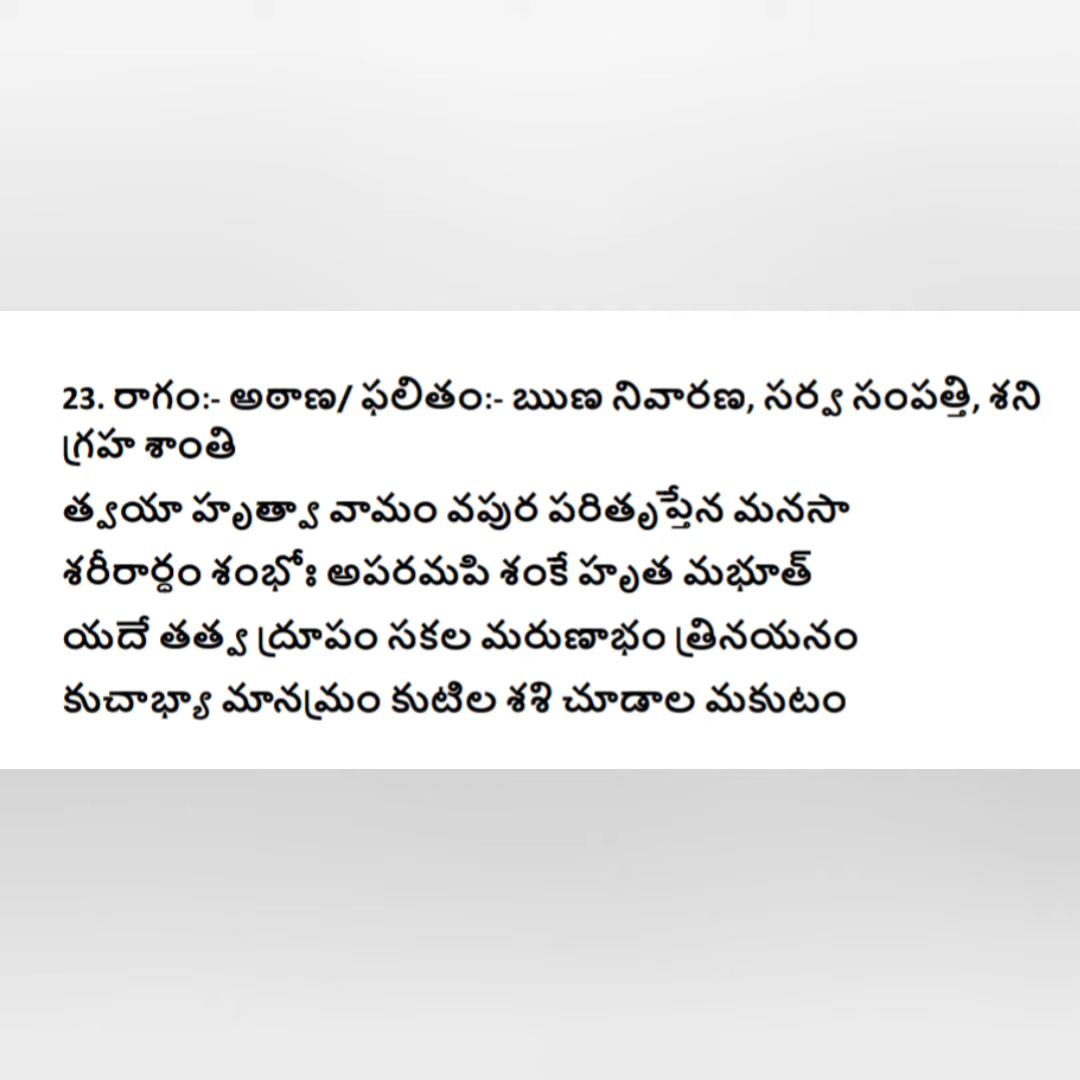 23. రాగం:- అఠాణ/ ఫలితం:- ఋణ నివారణ, సర్వ సంపత్తి, శని
గ్రహ శాంతి
త్వయా హృత్వా వామం వపుర పరితృప్తేన మనసా
శరీరార్దం శంభోః అపరమపి శంకే హృత మభూత్
యదే తత్వ ద్రూపం సకల మరుణాభం త్రినయనం
కుచాభ్యా మానమ్రం కుటిల శశి చూడాల మకుటం